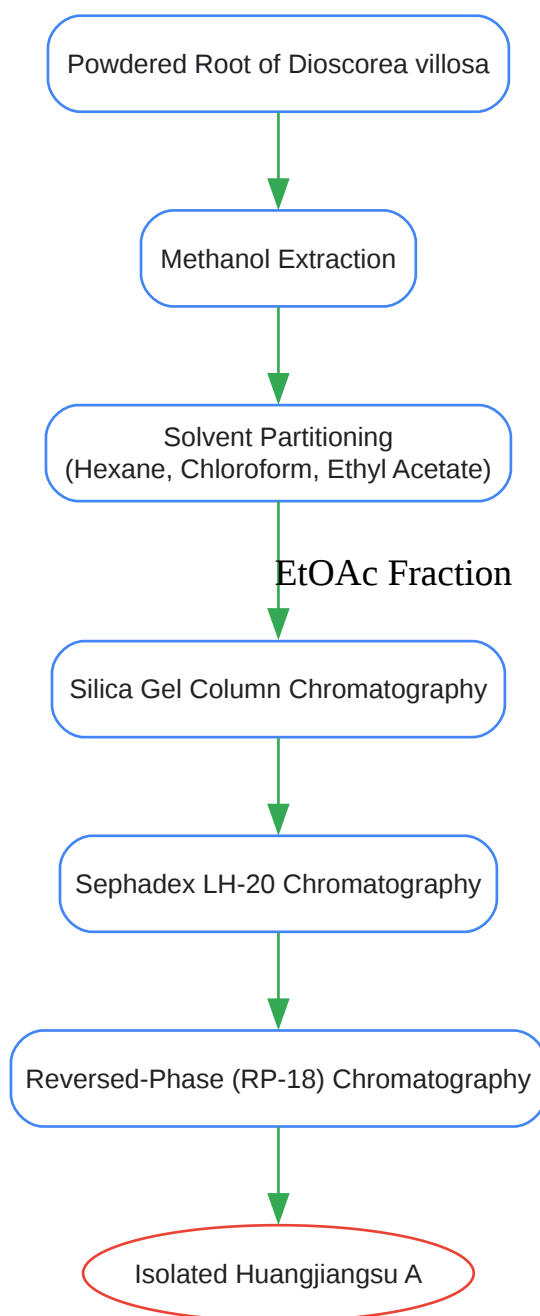 Powdered Root of Dioscorea villosa
Methanol Extraction
Solvent Partitioning
(Hexane, Chloroform, Ethyl Acetate)
EtOAc Fraction
Silica Gel Column Chromatography
Sephadex LH-20 Chromatography
Reversed-Phase (RP-18) Chromatography
Isolated Huangjiangsu A